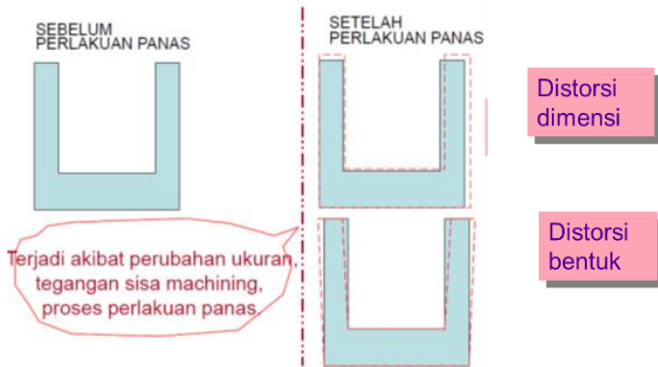 SEBELUM
PERLAKUAN PANAS
SETELAH
PERLAKUAN PANAS
Distorsi
dimensi
Distorsi
bentuk
Terjadi akibat perubahan ukuran,
tegangan sisa machining,
proses perlakuan panas.